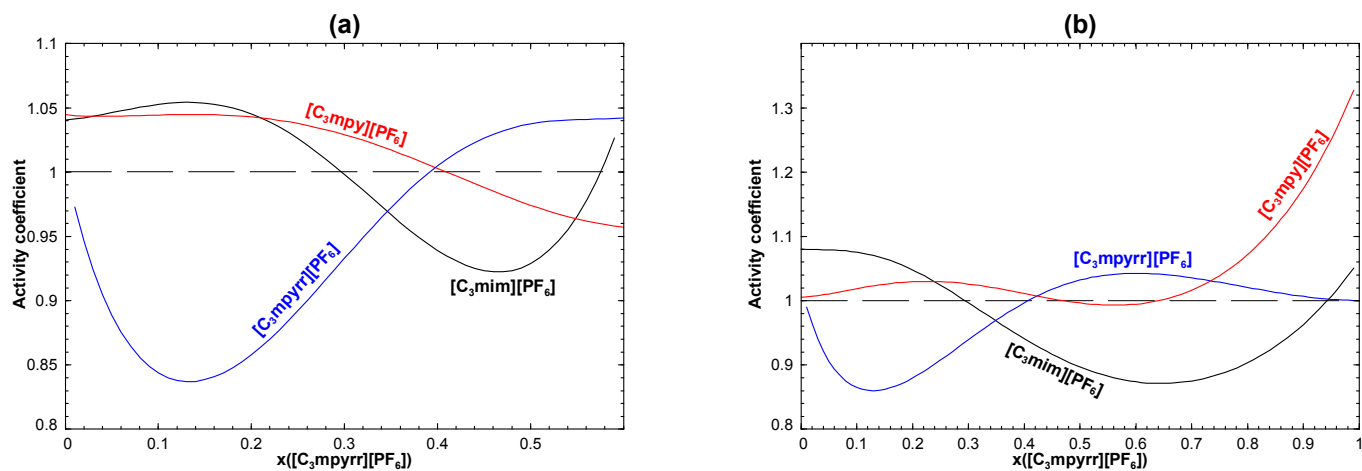 (a)
1.1
1.05
1
0.95
0.9
0.85
0.8
Activity coefficient
[C₃mpy][PF₆]
[C₃mpyrr][PF₆]
[C₃mim][PF₆]
0 0.1 0.2 0.3 0.4 0.5
x([C₃mpyrr][PF₆])
(b)
1.4
1.3
1.2
1.1
1
0.9
0.8
Activity coefficient
[C₃mpy][PF₆]
[C₃mpyrr][PF₆]
[C₃mim][PF₆]
0 0.1 0.2 0.3 0.4 0.5 0.6 0.7 0.8 0.9 1
x([C₃mpyrr][PF₆])